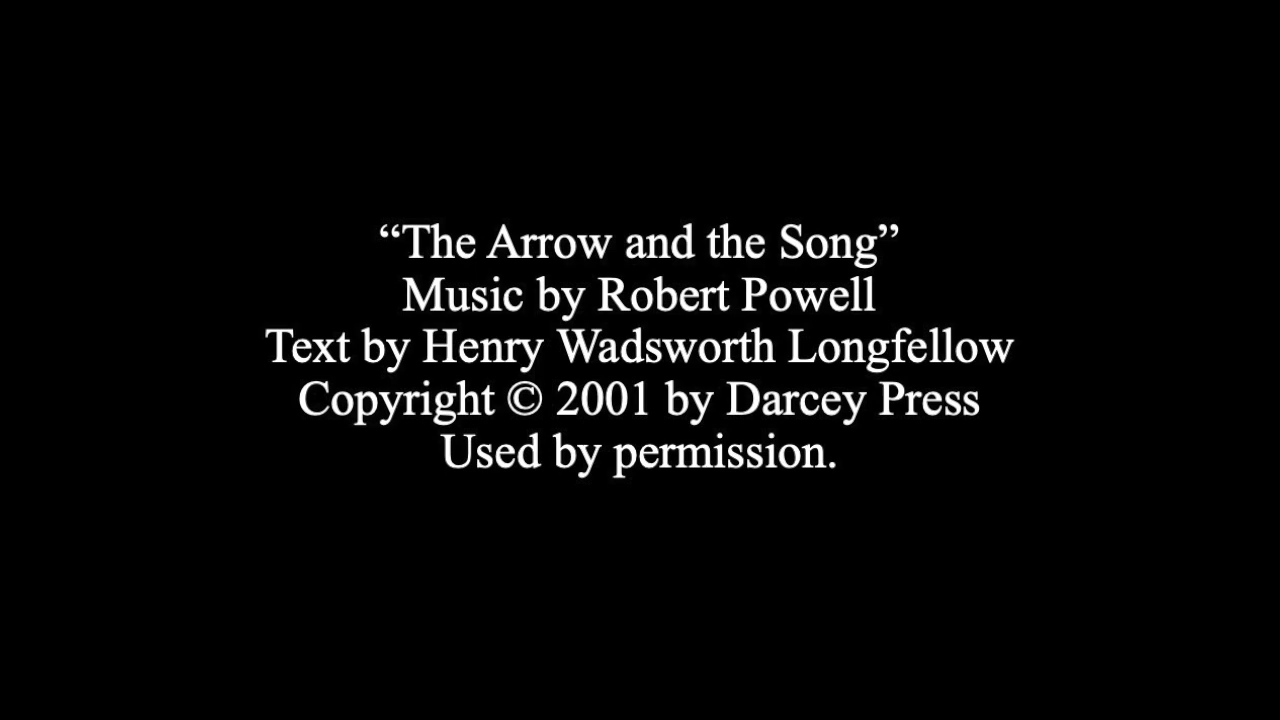 “The Arrow and the Song”
Music by Robert Powell
Text by Henry Wadsworth Longfellow
Copyright © 2001 by Darcey Press
Used by permission.